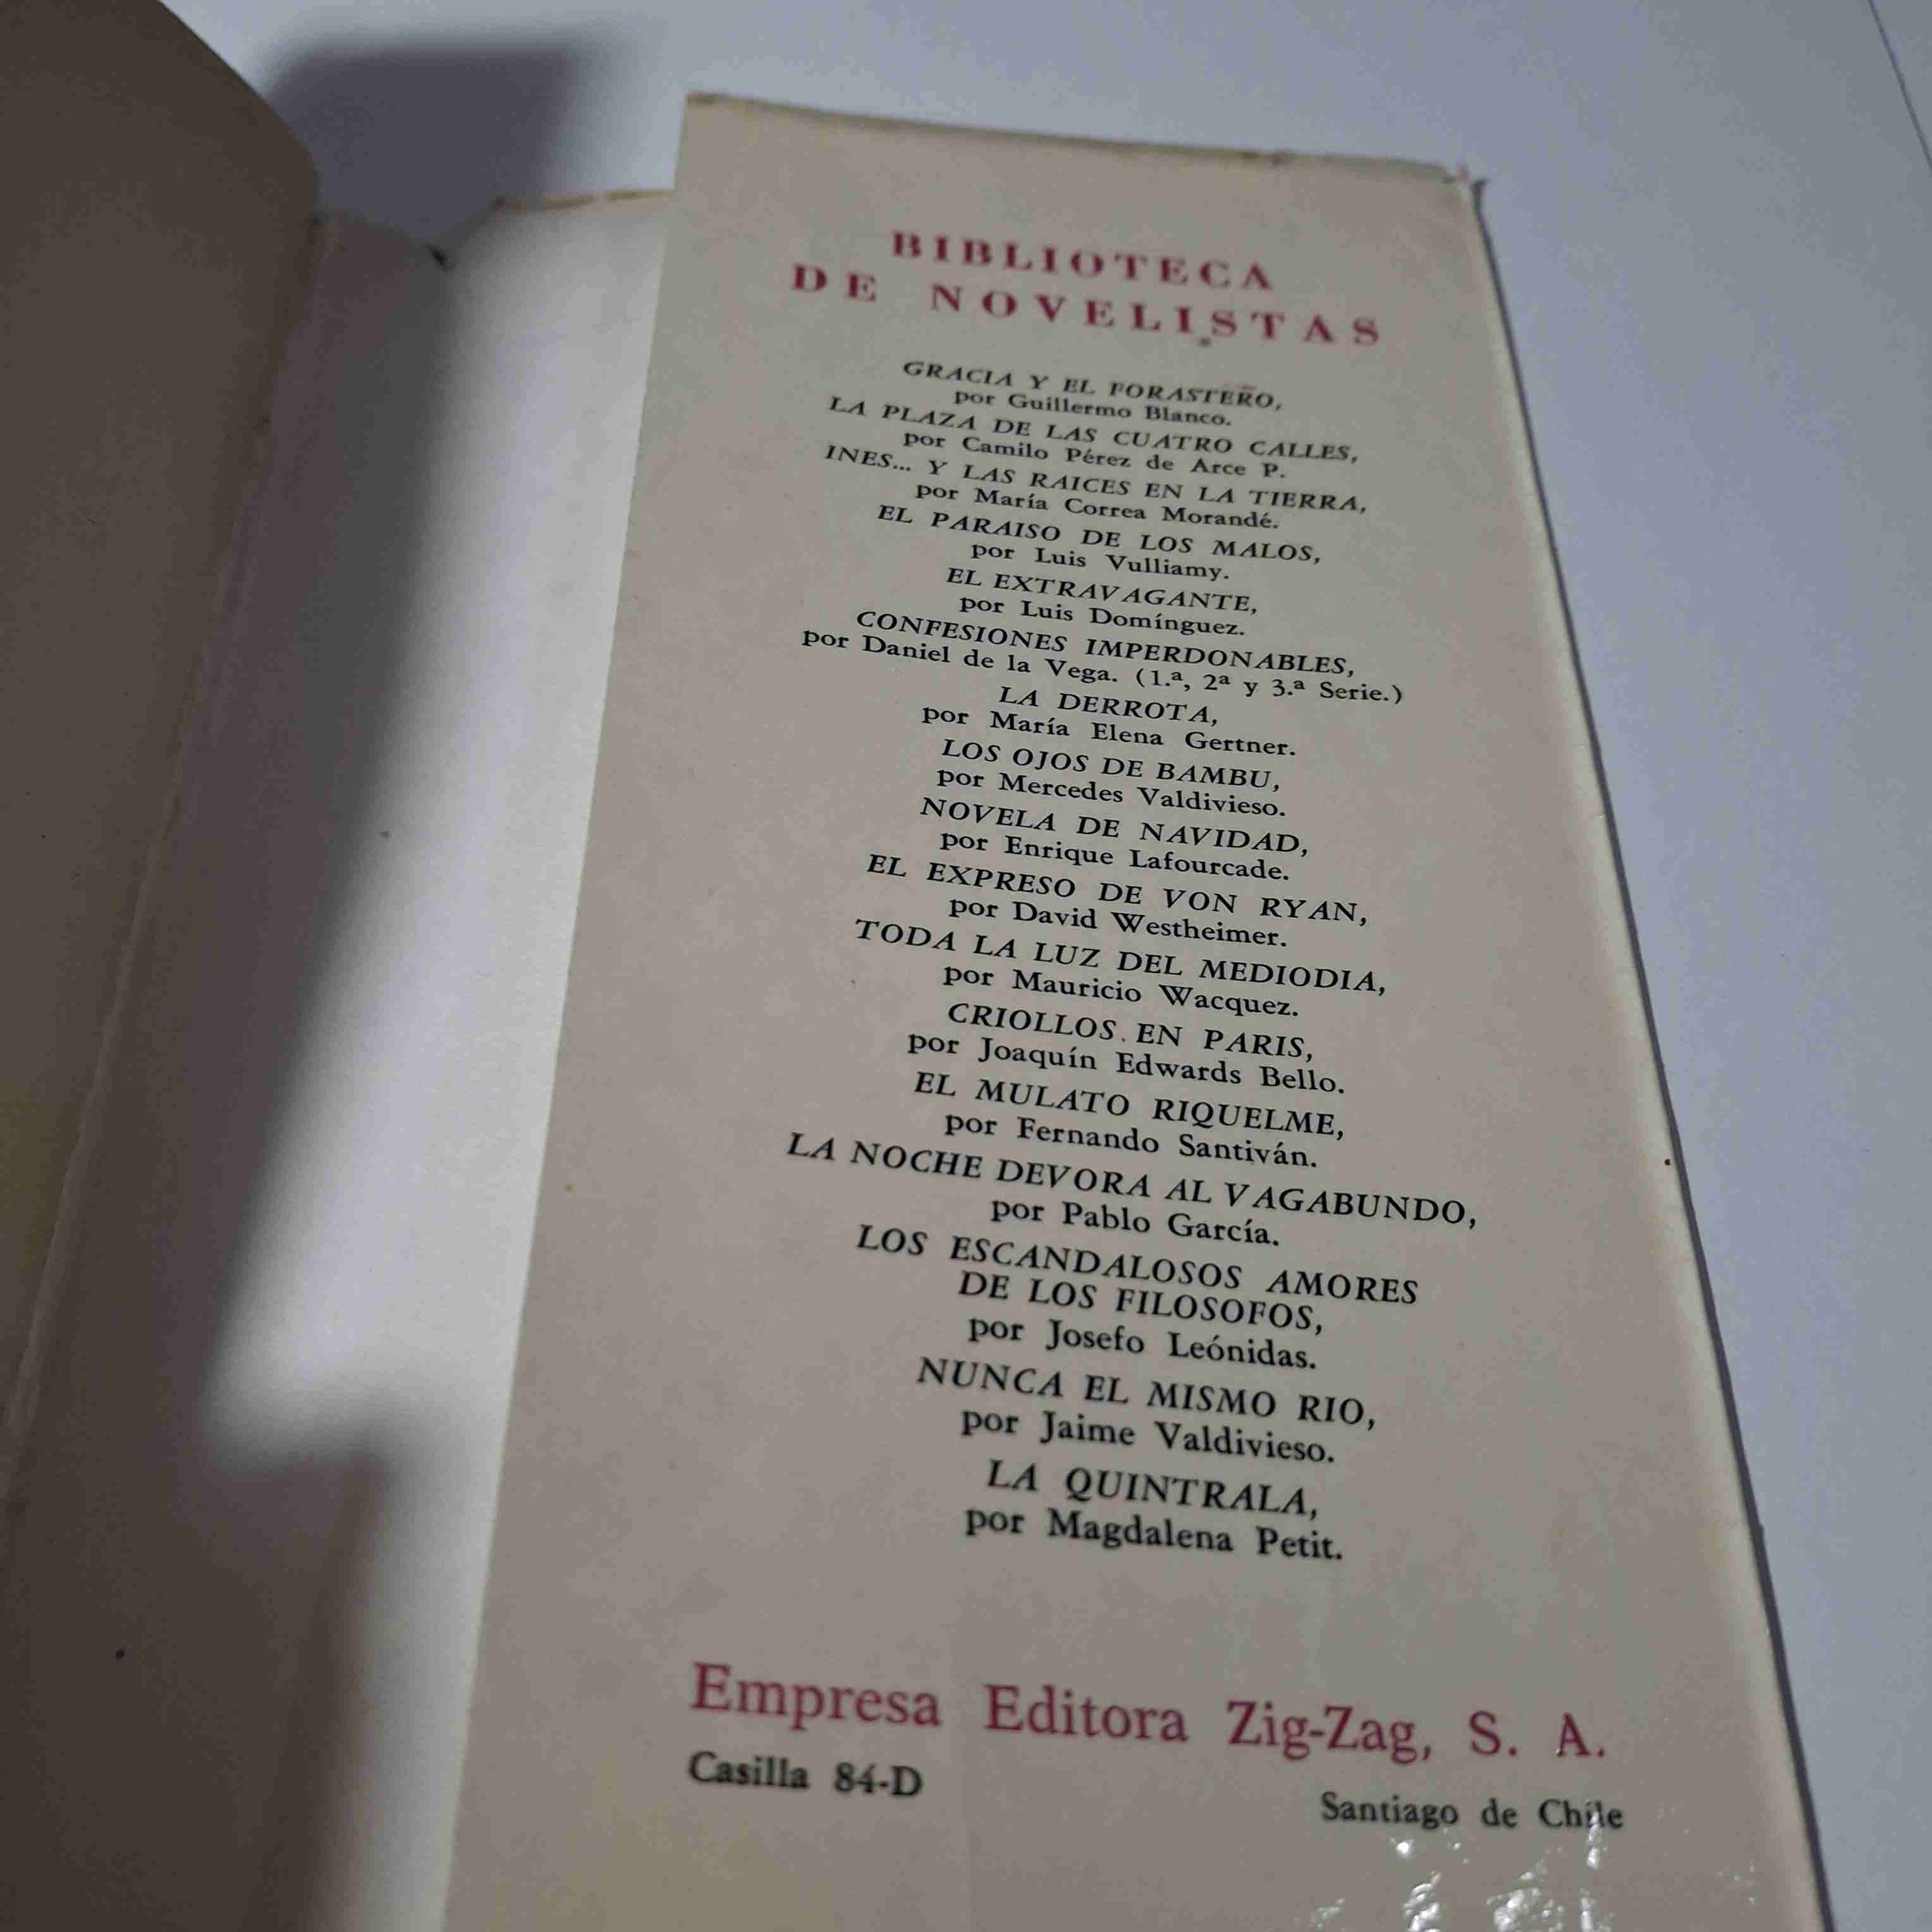 BIBLIOTECA
DE NOVELISTAS
GRACIA Y EL FORASTERO,
por Guillermo Blanco.
LA PLAZA DE LAS CUATRO CALLES,
por Camilo Pérez de Arce P.
INES... Y LAS RAICES EN LA TIERRA,
por María Correa Morandé.
EL PARAISO DE LOS MALOS,
por Luis Vulliamy.
EL EXTRAVAGANTE,
por Luis Domínguez.
CONFESIONES IMPERDONABLES,
por Daniel de la Vega. (1.ª, 2ª y 3.ª Serie.)
LA DERROTA,
por María Elena Gertner.
LOS OJOS DE BAMBU,
por Mercedes Valdivieso.
NOVELA DE NAVIDAD,
por Enrique Lafourcade.
EL EXPRESO DE VON RYAN,
por David Westheimer.
TODA LA LUZ DEL MEDIODIA,
por Mauricio Wacquez.
CRIOLLOS EN PARIS,
por Joaquín Edwards Bello.
EL MULATO RIQUELME,
por Fernando Santiván.
LA NOCHE DEVORA AL VAGABUNDO,
por Pablo García.
LOS ESCANDALOSOS AMORES
DE LOS FILOSOFOS,
por Josefo Leónidas.
NUNCA EL MISMO RIO,
por Jaime Valdivieso.
LA QUINTRALA,
por Magdalena Petit.
Empresa Editora Zig-Zag, S. A.
Casilla 84-D
Santiago de Chile